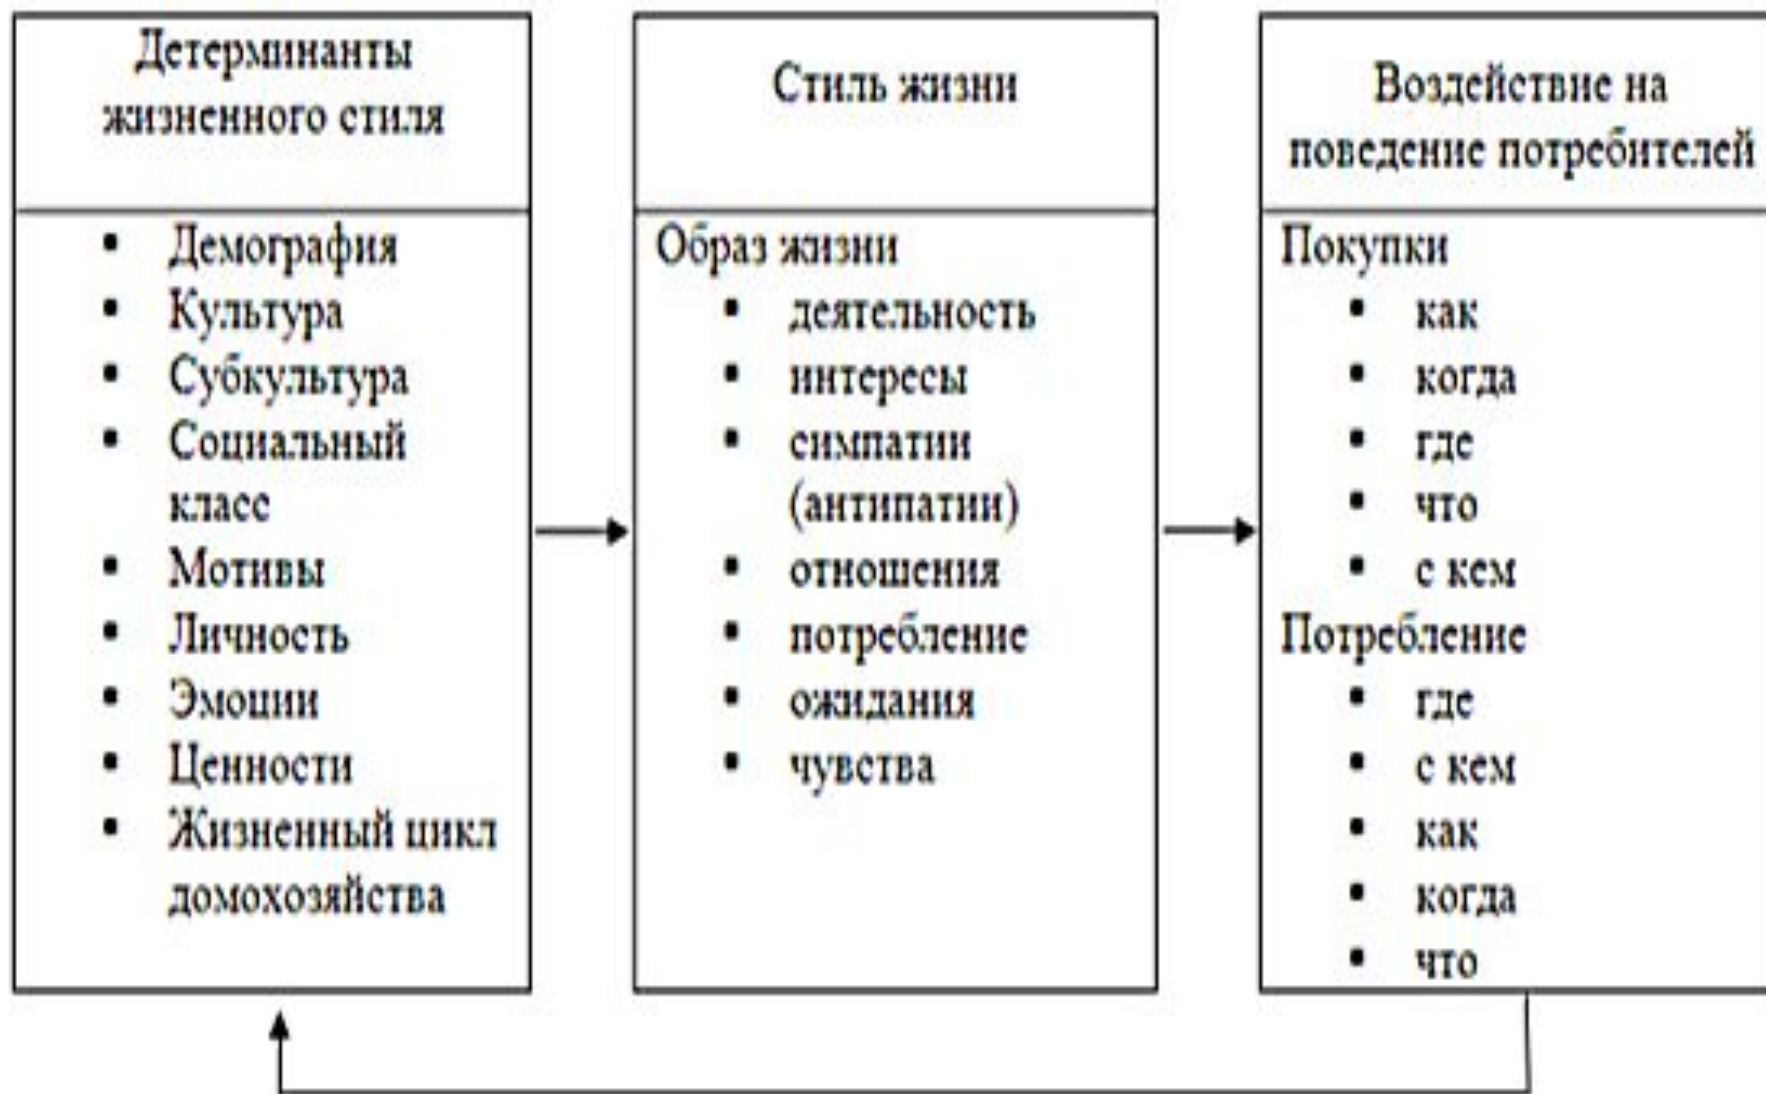 Детерминанты
жизненного стиля
• Демография
• Культура
• Субкультура
• Социальный
класс
• Мотивы
• Личность
• Эмоции
• Ценности
• Жизненный цикл
домохозяйства
Стиль жизни
Образ жизни
• деятельность
• интересы
• симпатии
(антипатии)
• отношения
• потребление
• ожидания
• чувства
Воздействие на
поведение потребителей
Покупки
• как
• когда
• где
• что
• с кем
Потребление
• где
• с кем
• как
• когда
• что